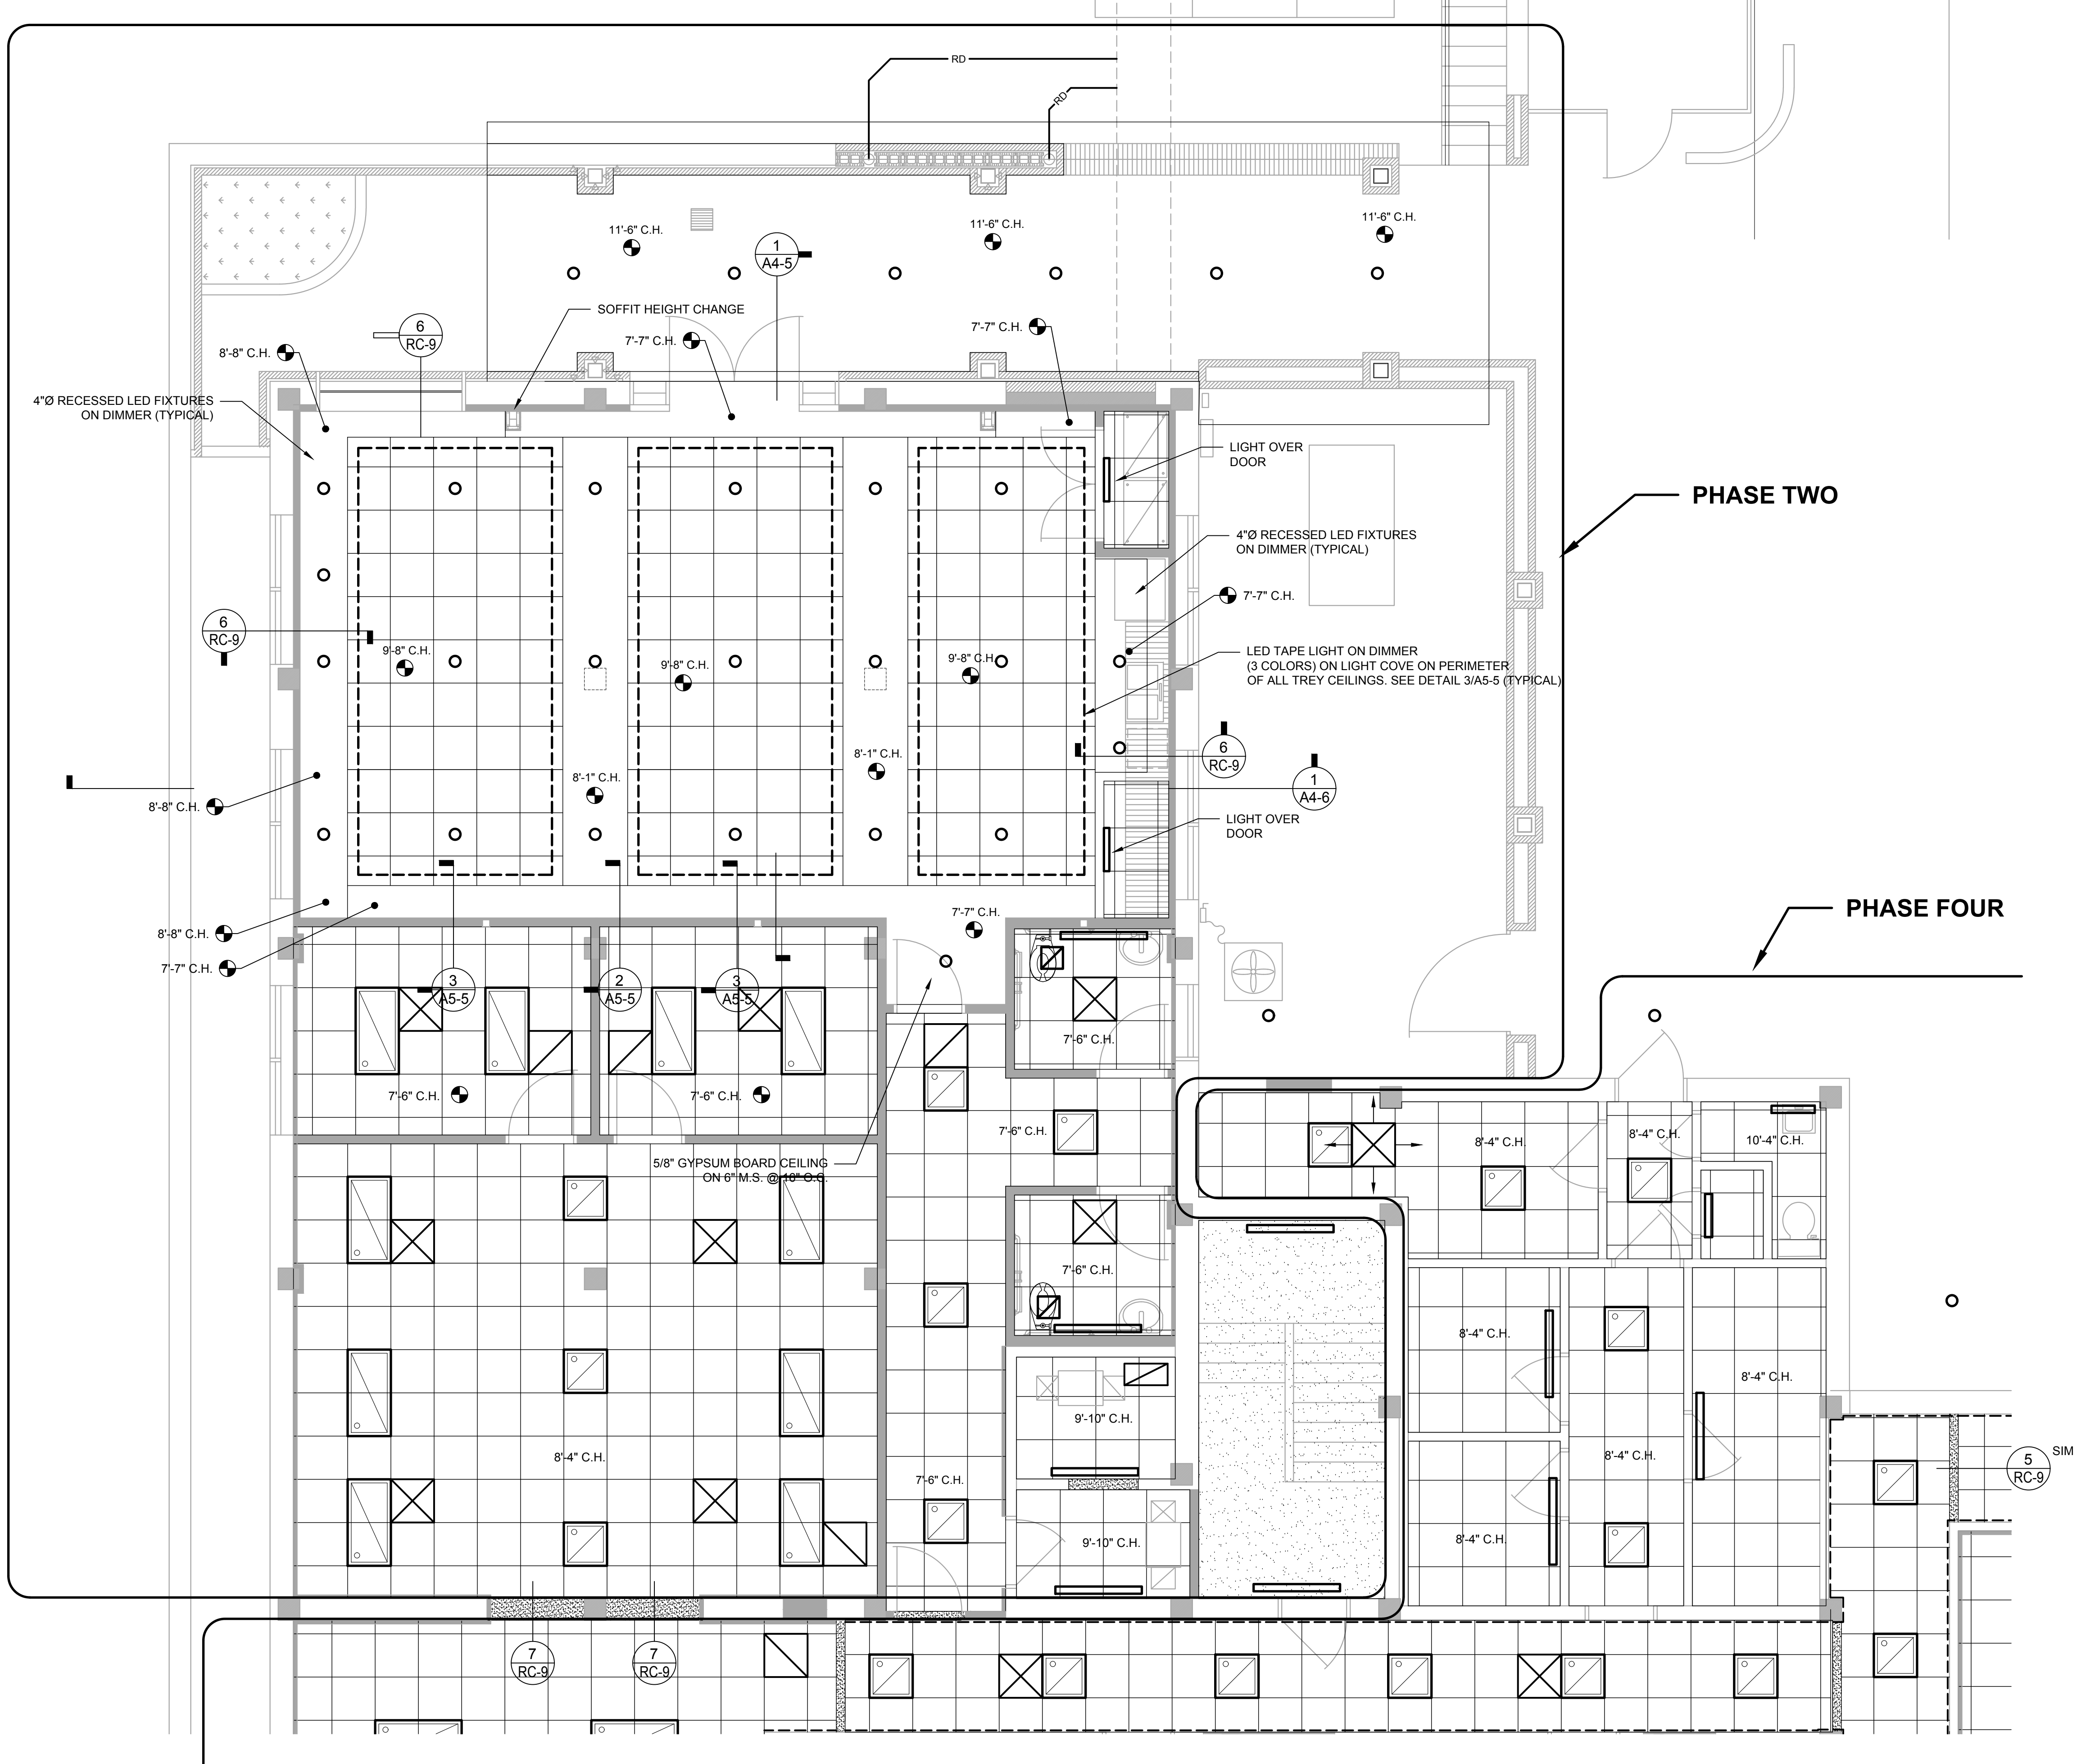 RD
RD
11'-6" C.H.
11'-6" C.H.
11'-6" C.H.
1
A4-5
SOFFIT HEIGHT CHANGE
7'-7" C.H.
7'-7" C.H.
6
RC-9
8'-8" C.H.
4"Ø RECESSED LED FIXTURES
ON DIMMER (TYPICAL)
LIGHT OVER
DOOR
PHASE TWO
4"Ø RECESSED LED FIXTURES
ON DIMMER (TYPICAL)
7'-7" C.H.
6
RC-9
9'-8" C.H.
9'-8" C.H.
9'-8" C.H.
LED TAPE LIGHT ON DIMMER
(3 COLORS) ON LIGHT COVE ON PERIMETER
OF ALL TREY CEILINGS. SEE DETAIL 3/A5-5 (TYPICAL)
6
RC-9
8'-1" C.H.
8'-1" C.H.
1
A4-6
8'-8" C.H.
LIGHT OVER
DOOR
PHASE FOUR
7'-7" C.H.
8'-8" C.H.
7'-7" C.H.
3
A5-5
2
A5-5
3
A5-5
7'-6" C.H.
7'-6" C.H.
7'-6" C.H.
7'-6" C.H.
8'-4" C.H.
8'-4" C.H.
10'-4" C.H.
5/8" GYPSUM BOARD CEILING
ON 6" M.S. @ 16" O.C.
7'-6" C.H.
8'-4" C.H.
8'-4" C.H.
9'-10" C.H.
8'-4" C.H.
8'-4" C.H.
5
RC-9
SIM
7'-6" C.H.
9'-10" C.H.
8'-4" C.H.
7
RC-9
7
RC-9